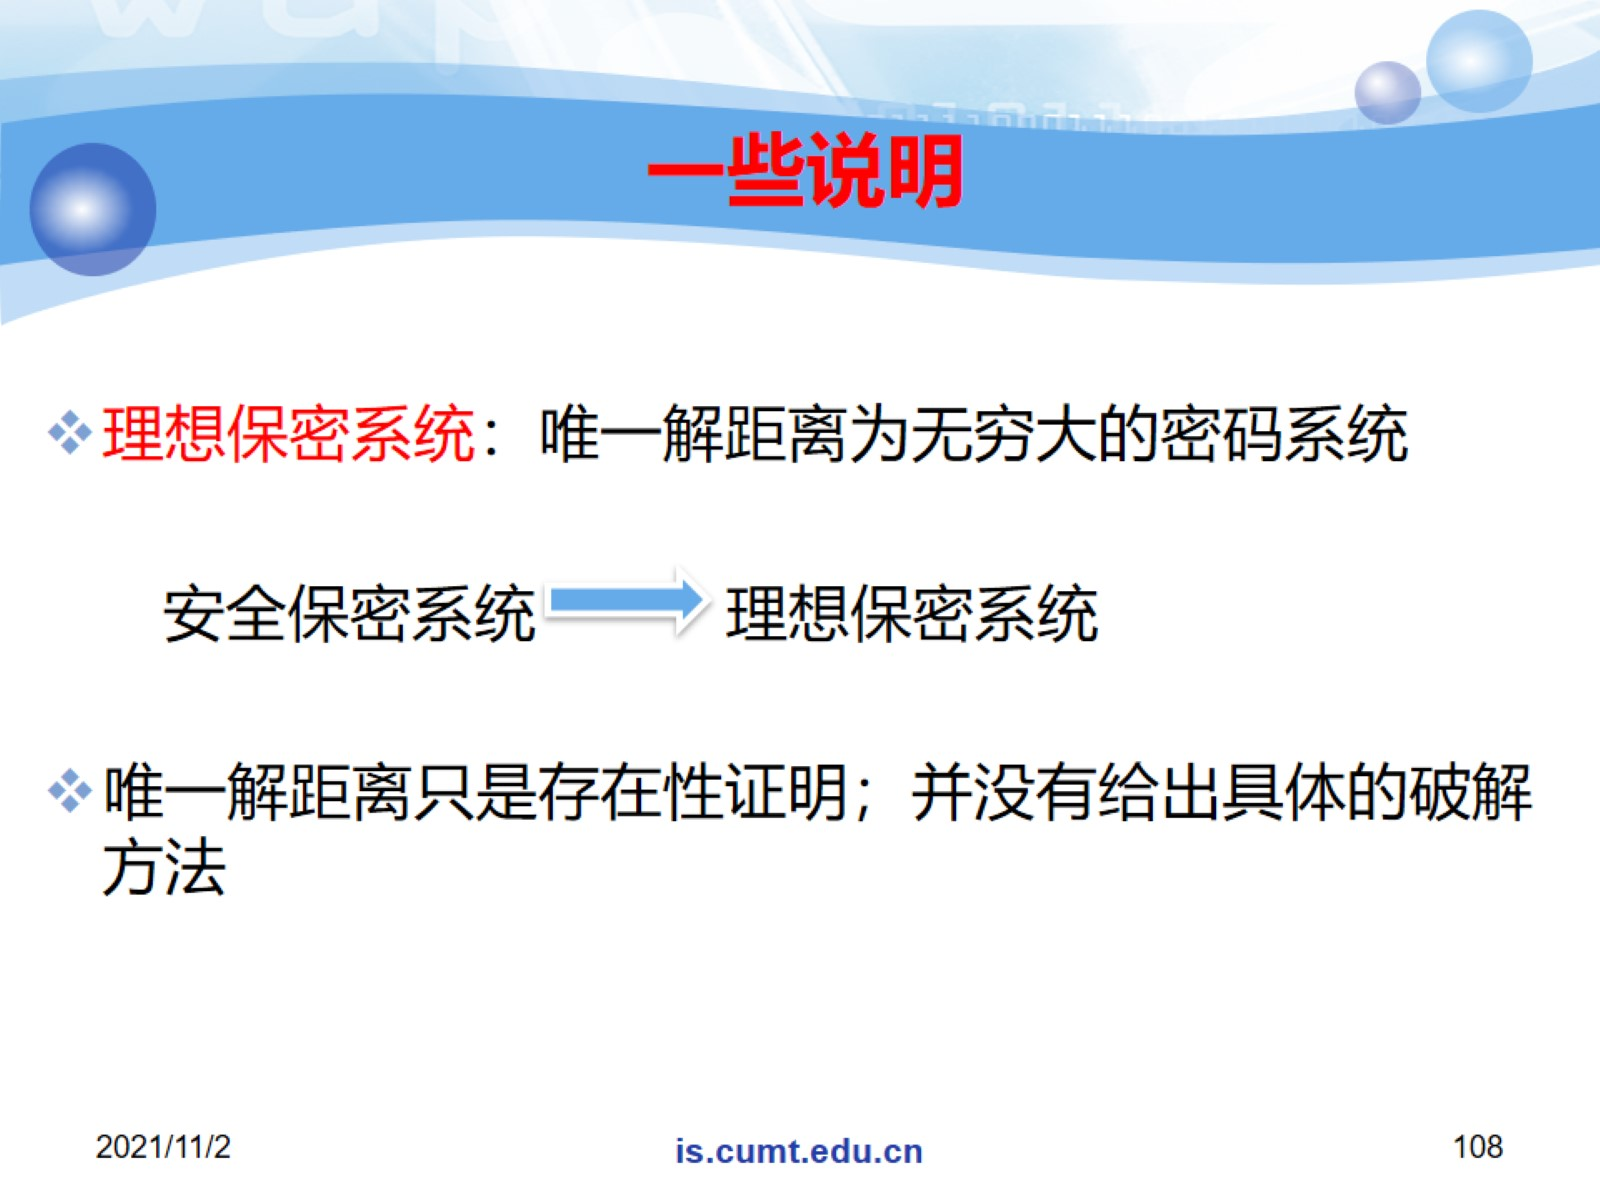 一些说明
理想保密系统：唯一解距离为无穷大的密码系统
安全保密系统 理想保密系统
唯一解距离只是存在性证明；并没有给出具体的破解
方法
2021/11/2
is.cumt.edu.cn
108